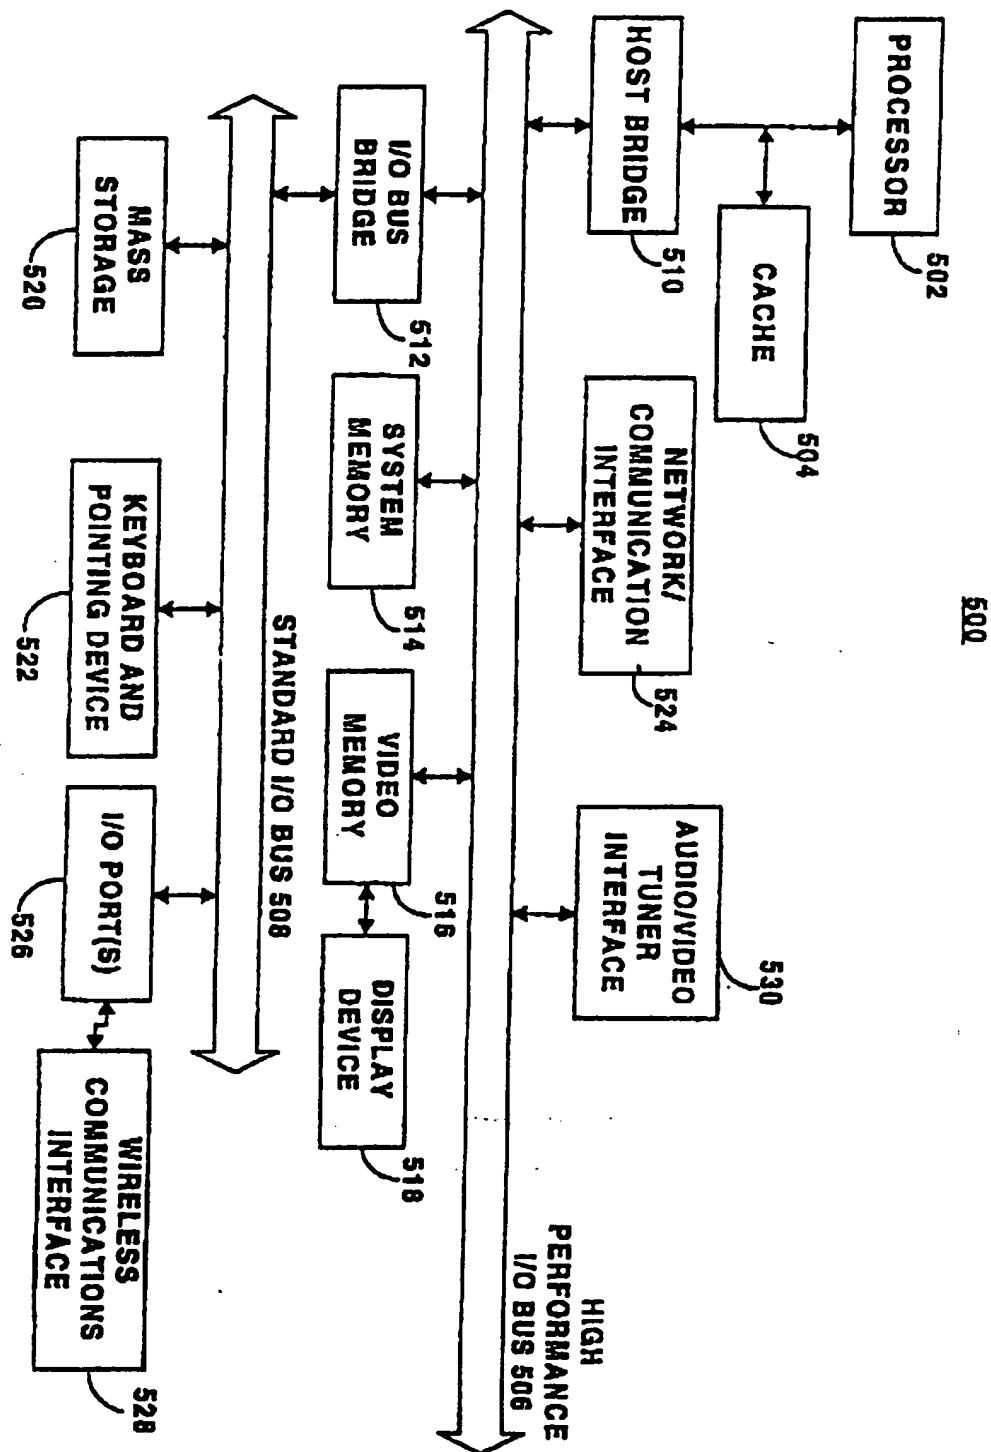 500
PROCESSOR
502
CACHE
504
HOST BRIDGE
510
NETWORK/
COMMUNICATION
INTERFACE
524
AUDIO/VIDEO
TUNER
INTERFACE
530
HIGH
PERFORMANCE
I/O BUS 506
I/O BUS
BRIDGE
512
SYSTEM
MEMORY
514
VIDEO
MEMORY
516
DISPLAY
DEVICE
518
STANDARD I/O BUS 508
MASS
STORAGE
520
KEYBOARD AND
POINTING DEVICE
522
I/O PORT(S)
526
WIRELESS
COMMUNICATIONS
INTERFACE
528